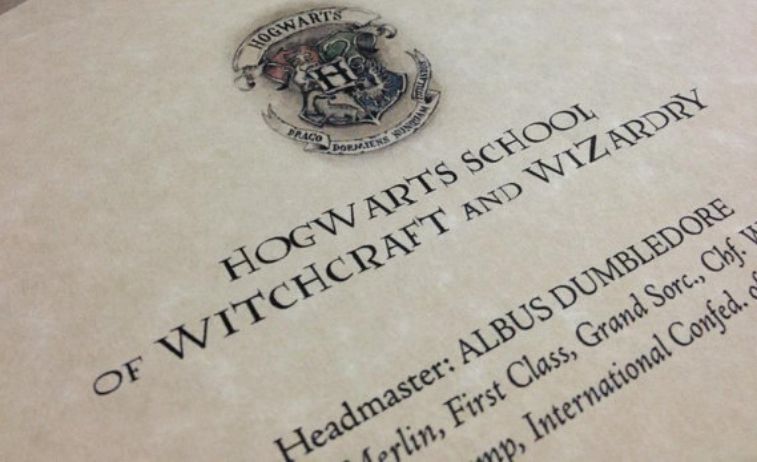 HOGWARTS
H
DRACO DORMIENS NUNQUAM TITILLANDUS
HOGWARTS SCHOOL
OF WITCHCRAFT AND WIZARDRY
Headmaster: ALBUS DUMBLEDORE
Merlin, First Class, Grand Sorc., Chf.
International Confed. of